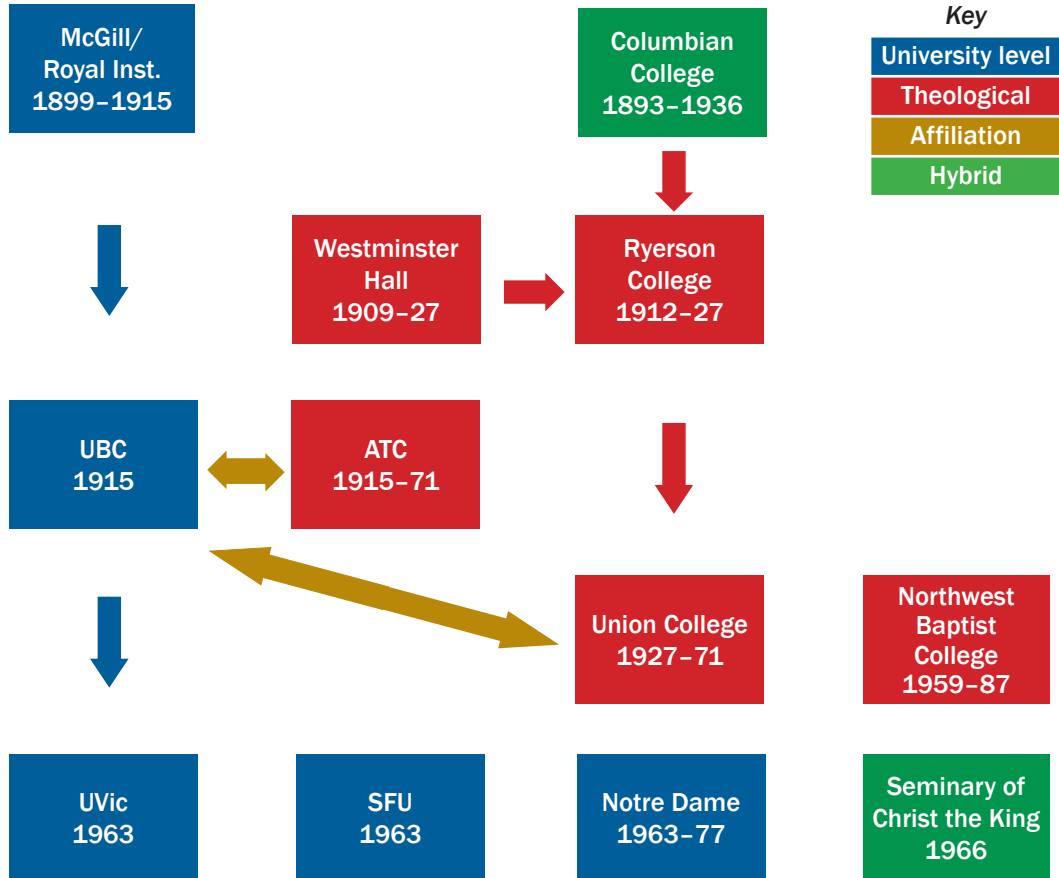 McGill/
Royal Inst.
1899–1915
Columbian
College
1893–1936
Key
University level
Theological
Affiliation
Hybrid
Westminster
Hall
1909–27
Ryerson
College
1912–27
UBC
1915
ATC
1915–71
Union College
1927–71
Northwest
Baptist
College
1959–87
UVic
1963
SFU
1963
Notre Dame
1963–77
Seminary of
Christ the King
1966